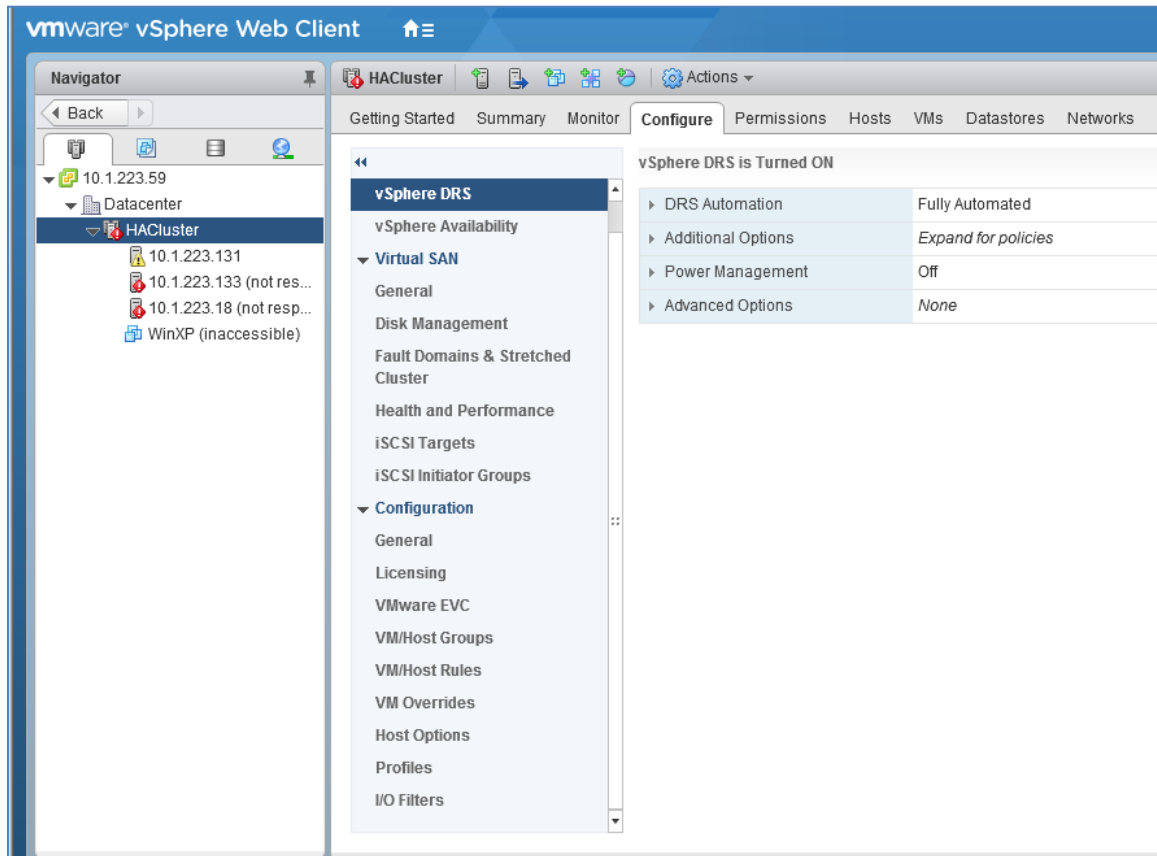 vmware® vSphere Web Client
Navigator
Back
10.1.223.59
Datacenter
HACluster
10.1.223.131
10.1.223.133 (not res...
10.1.223.18 (not resp...
WinXP (inaccessible)
HACluster
Actions
Getting Started Summary Monitor Configure Permissions Hosts VMs Datastores Networks
vSphere DRS
vSphere Availability
Virtual SAN
General
Disk Management
Fault Domains & Stretched
Cluster
Health and Performance
iSCSI Targets
iSCSI Initiator Groups
Configuration
General
Licensing
VMware EVC
VM/Host Groups
VM/Host Rules
VM Overrides
Host Options
Profiles
I/O Filters
vSphere DRS is Turned ON
DRS Automation Fully Automated
Additional Options Expand for policies
Power Management Off
Advanced Options None